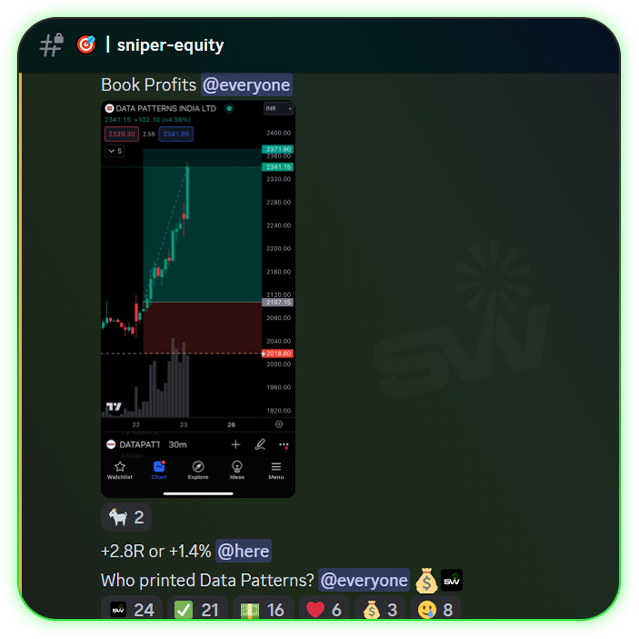 sniper-equity
Book Profits @everyone
DATA PATTERNS INDIA LTD
INR
2341.15 +102.10 (+4.56%)
2339.30 2.55 2341.85
5
2400.00
2371.90
2360.00
2341.15
2320.00
2280.00
2240.00
2200.00
2160.00
2120.00
2107.15
2080.00
2040.00
2018.80
2000.00
1960.00
1920.00
22 23 26
DATAPATT 30m
Watchlist Chart Explore Ideas Menu
2
+2.8R or +1.4% @here
Who printed Data Patterns? @everyone SW
SW 24 21 16 6 3 8
SW